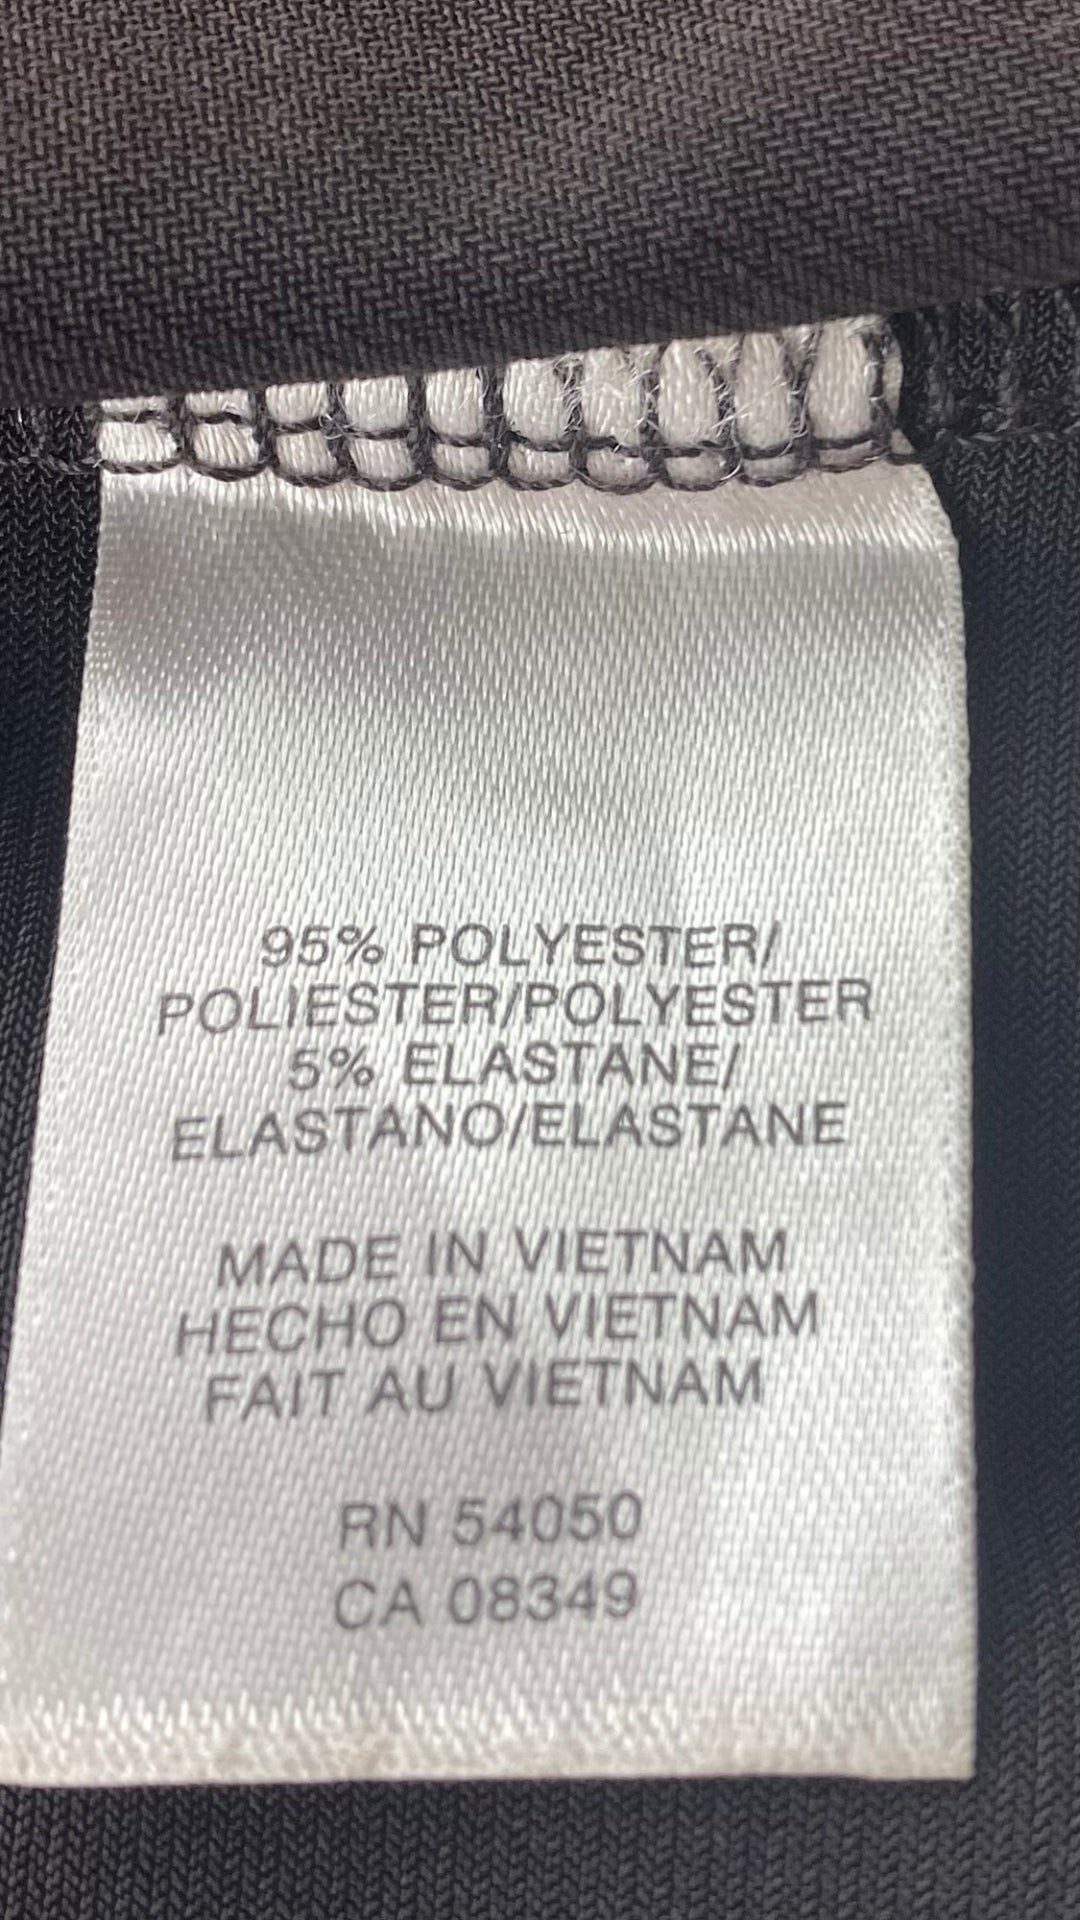 95% POLYESTER/
POLIESTER/POLYESTER
5% ELASTANE/
ELASTANO/ELASTANE
MADE IN VIETNAM
HECHO EN VIETNAM
FAIT AU VIETNAM
RN 54050
CA 08349